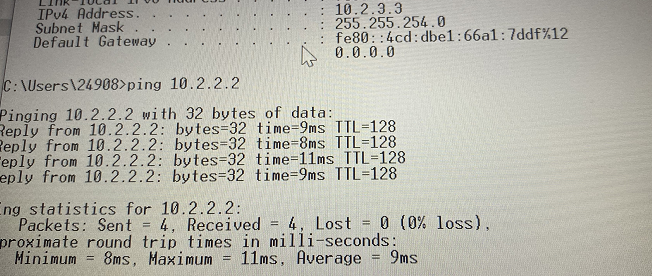 IPv4 Address. . . . . . . . . . . : 10.2.3.3
Subnet Mask . . . . . . . . . . . : 255.255.254.0
Default Gateway . . . . . . . . . : fe80::4cd:dbe1:66a1:7ddf%12
0.0.0.0
C:\Users\24908>ping 10.2.2.2
Pinging 10.2.2.2 with 32 bytes of data:
Reply from 10.2.2.2: bytes=32 time=9ms TTL=128
Reply from 10.2.2.2: bytes=32 time=8ms TTL=128
eply from 10.2.2.2: bytes=32 time=11ms TTL=128
eply from 10.2.2.2: bytes=32 time=9ms TTL=128
ng statistics for 10.2.2.2:
Packets: Sent = 4, Received = 4, Lost = 0 (0% loss),
proximate round trip times in milli-seconds:
Minimum = 8ms, Maximum = 11ms, Average = 9ms